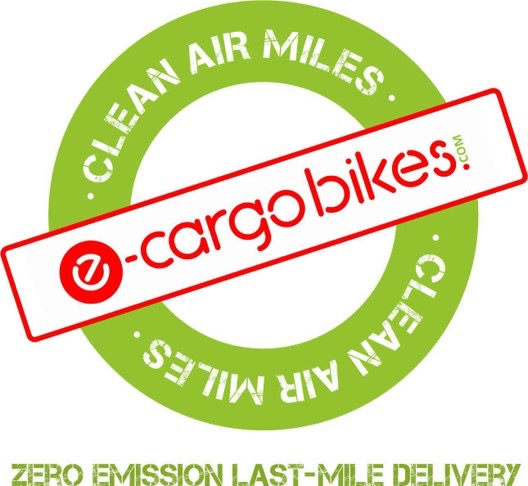 CLEAN AIR MILES
e-cargobikes.COM
CLEAN AIR MILES
ZERO EMISSION LAST-MILE DELIVERY